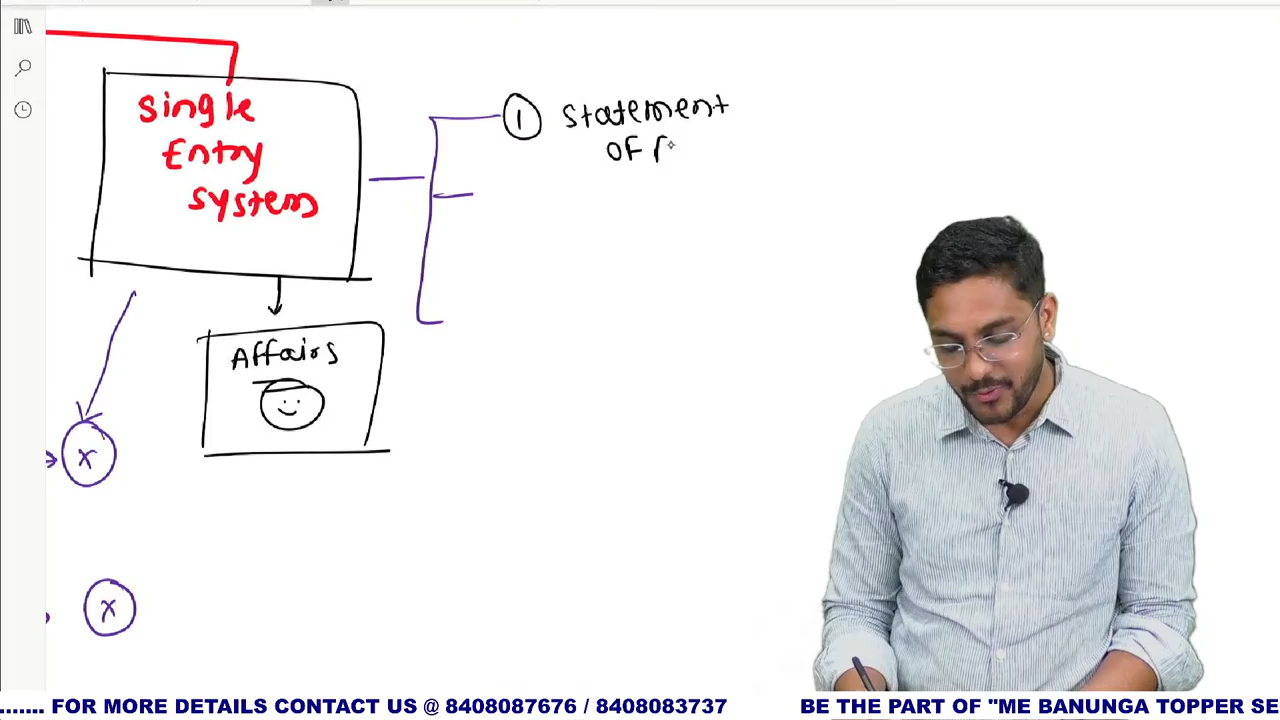 Single
Entry
System
1 Statement
of
Affairs
x
x
....... FOR MORE DETAILS CONTACT US @ 8408087676 / 8408083737 BE THE PART OF "ME BANUNGA TOPPER SE